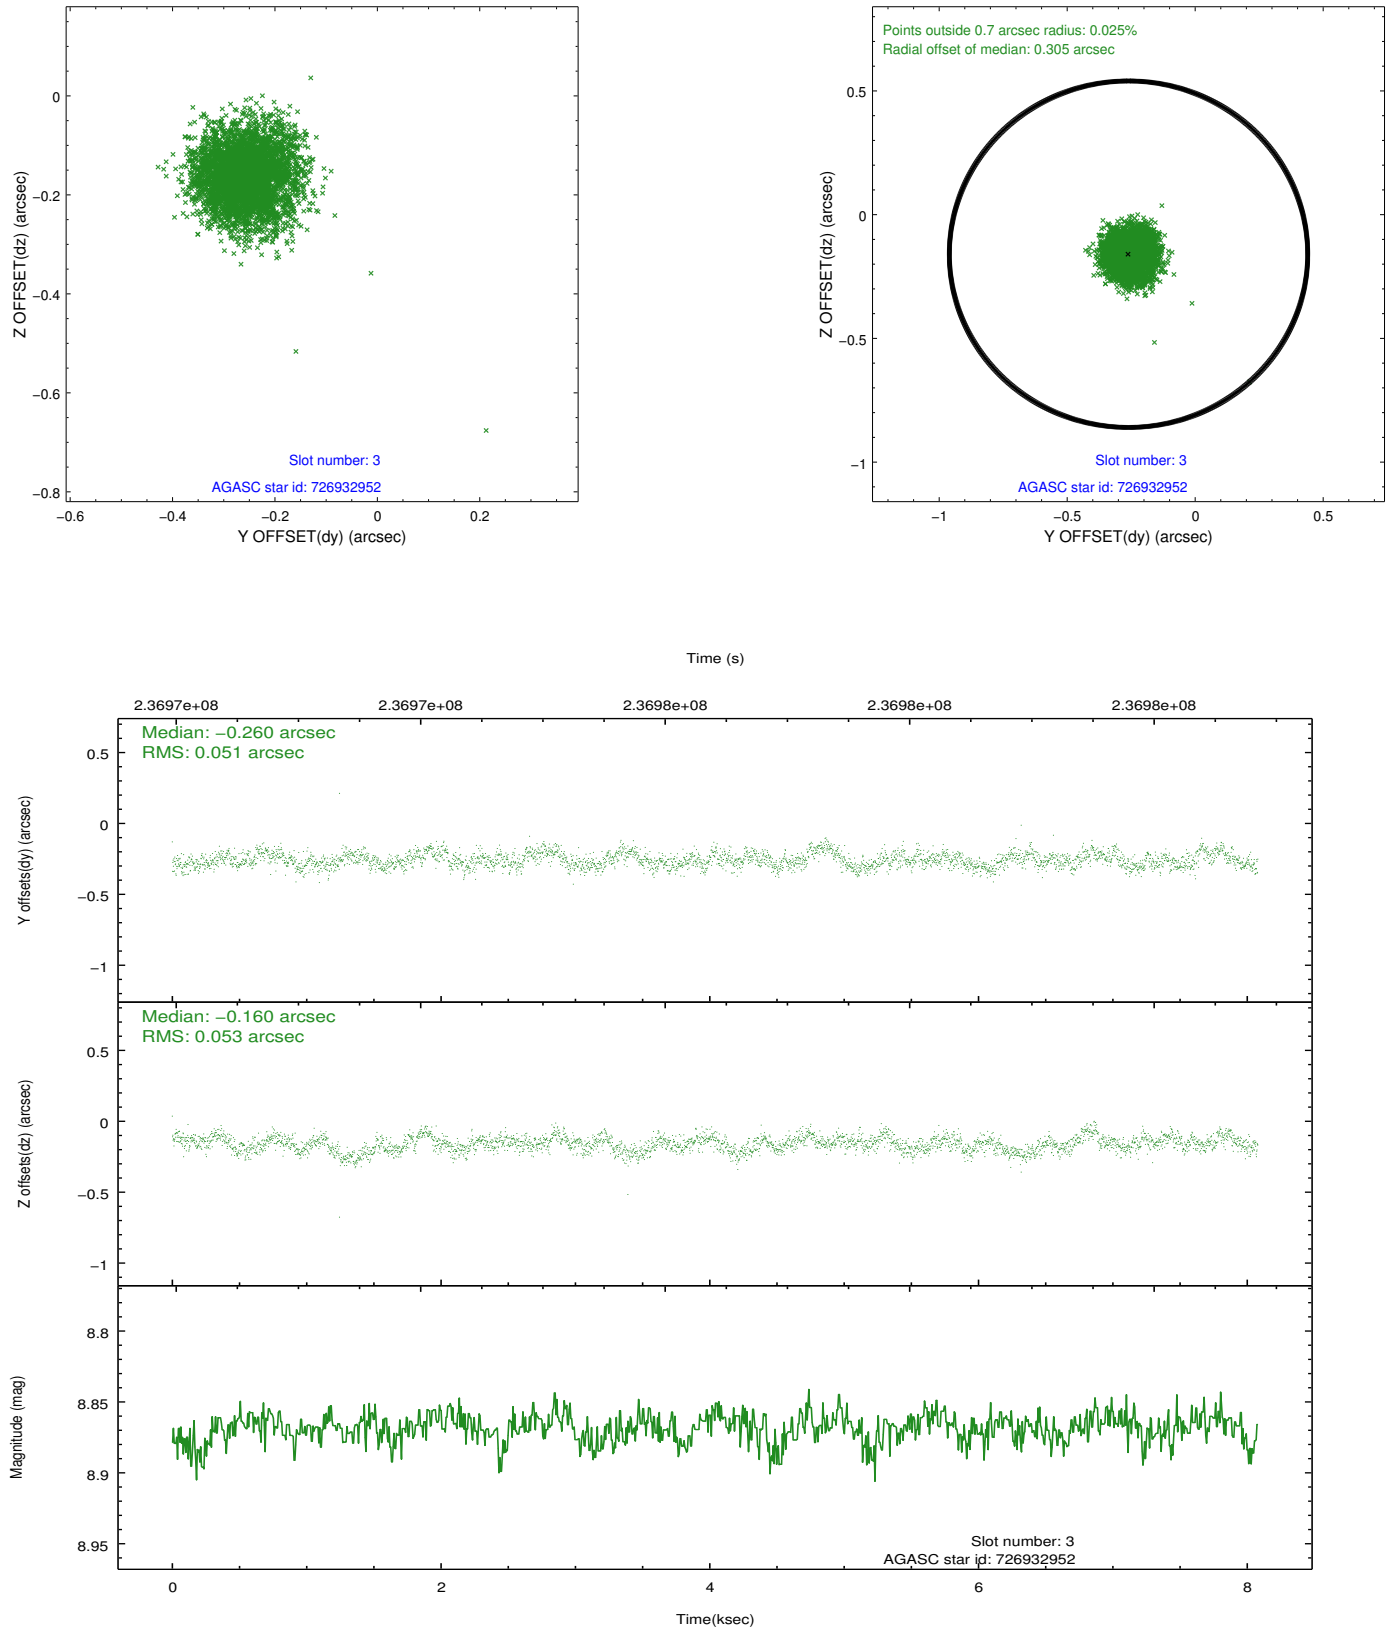 0
−0.2
−0.4
−0.6
−0.8
Z OFFSET(dz) (arcsec)
Slot number: 3
AGASC star id: 726932952
−0.6
−0.4
−0.2
0
0.2
Y OFFSET(dy) (arcsec)
Points outside 0.7 arcsec radius: 0.025%
Radial offset of median: 0.305 arcsec
0.5
0
−0.5
−1
Z OFFSET(dz) (arcsec)
Slot number: 3
AGASC star id: 726932952
−1
−0.5
0
0.5
Y OFFSET(dy) (arcsec)
Time (s)
2.3697e+08
2.3697e+08
2.3698e+08
2.3698e+08
2.3698e+08
Median: −0.260 arcsec
RMS: 0.051 arcsec
0.5
0
−0.5
−1
Y offsets(dy) (arcsec)
Median: −0.160 arcsec
RMS: 0.053 arcsec
0.5
0
−0.5
−1
Z offsets(dz) (arcsec)
8.8
8.85
8.9
8.95
Magnitude (mag)
Slot number: 3
AGASC star id: 726932952
0
2
4
6
8
Time(ksec)